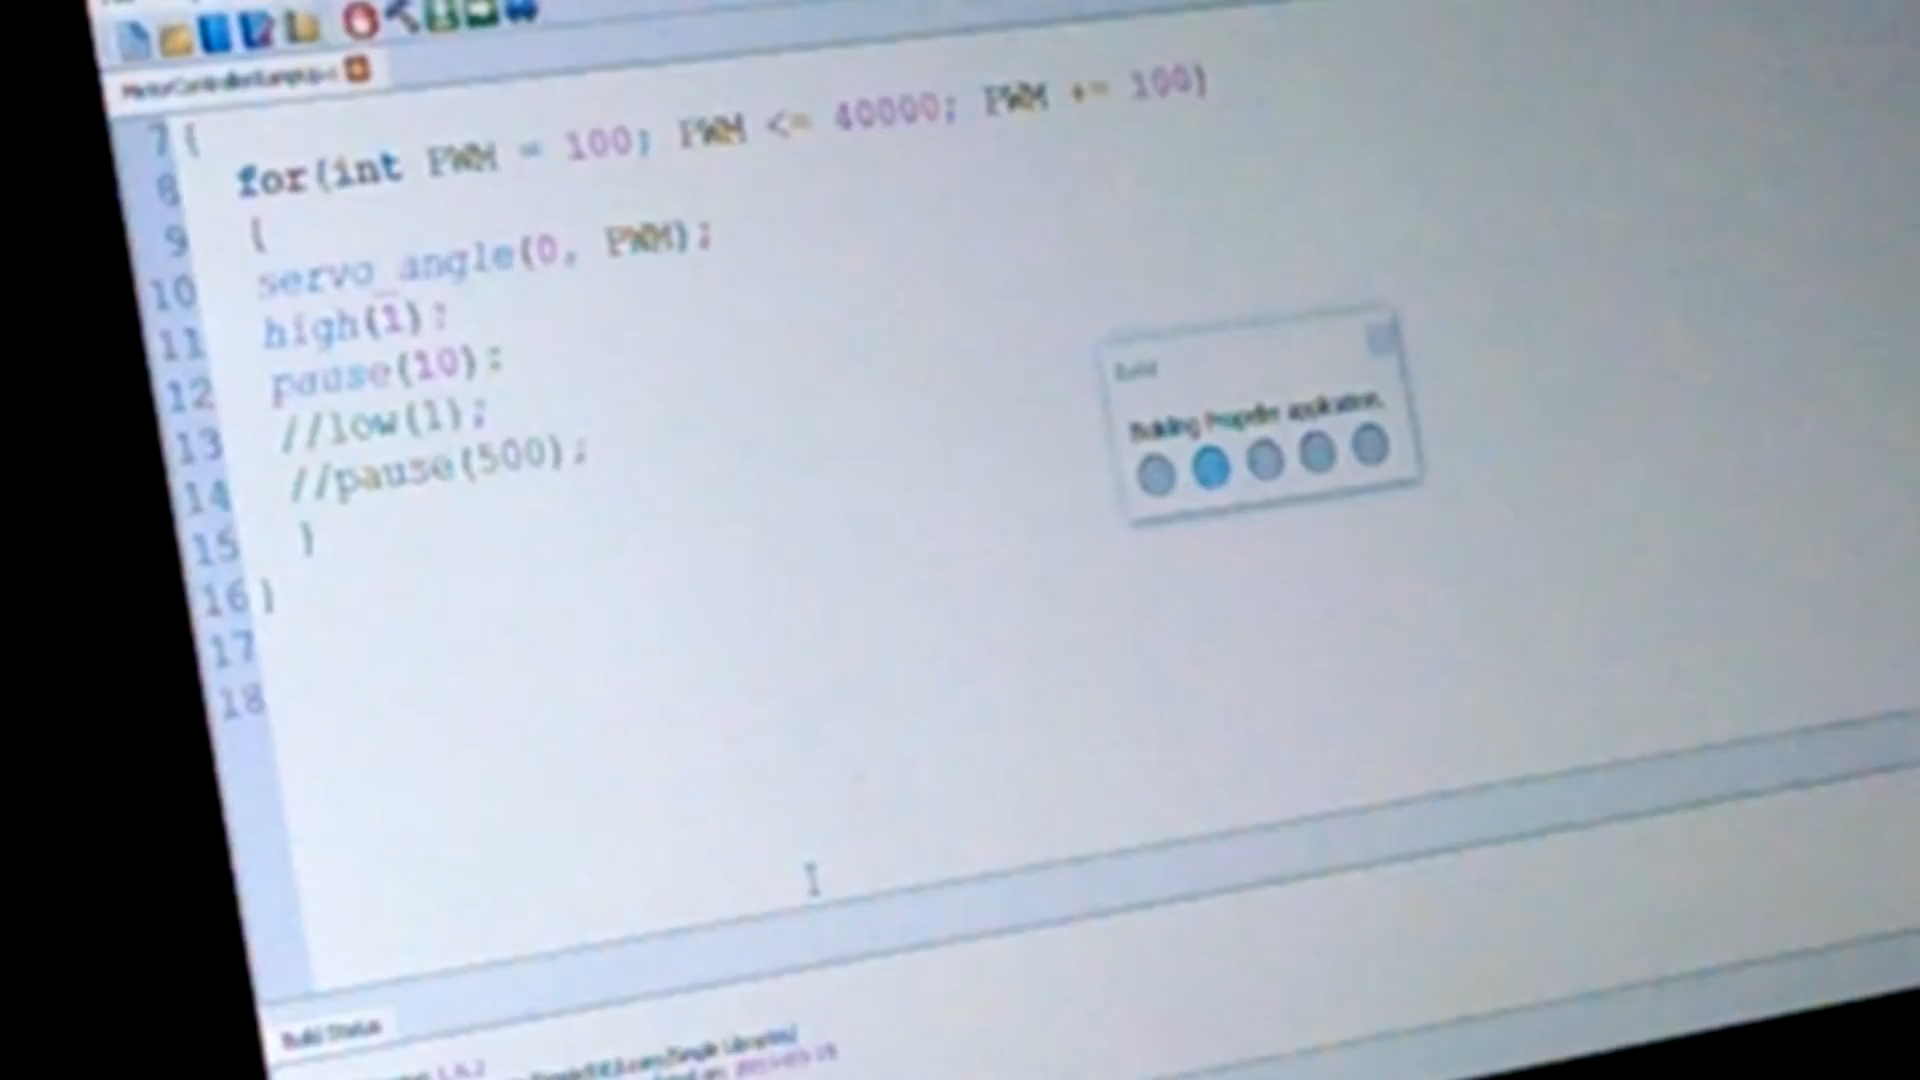 7 {
8 for(int PWM = 100; PWM <= 40000; PWM += 100)
9 {
10 servo_angle(0, PWM);
11 high(1);
12 pause(10);
13 //low(1);
14 //pause(500);
15 }
16 }
17
18
Build
Building Propeller application.
Build Status